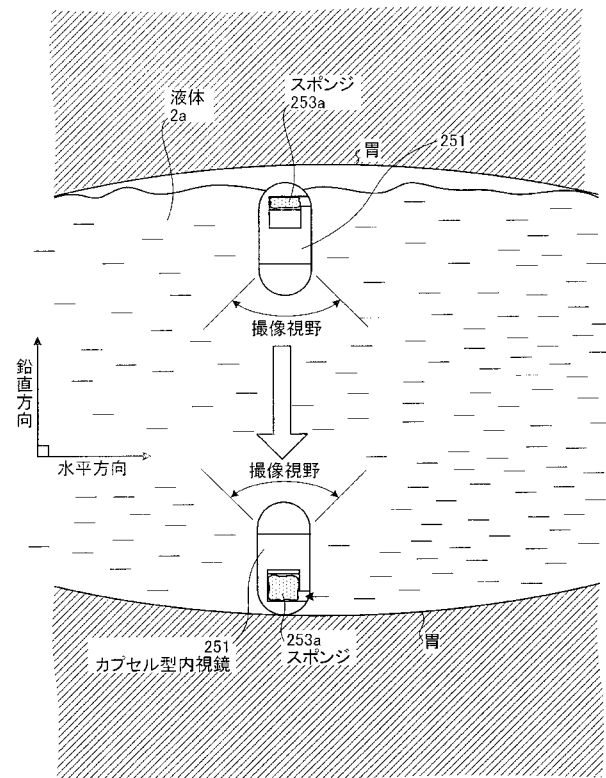 液体
2a
スポンジ
253a
胃
251
撮像視野
鉛直方向
水平方向
撮像視野
251
カプセル型内視鏡
253a
スポンジ
胃